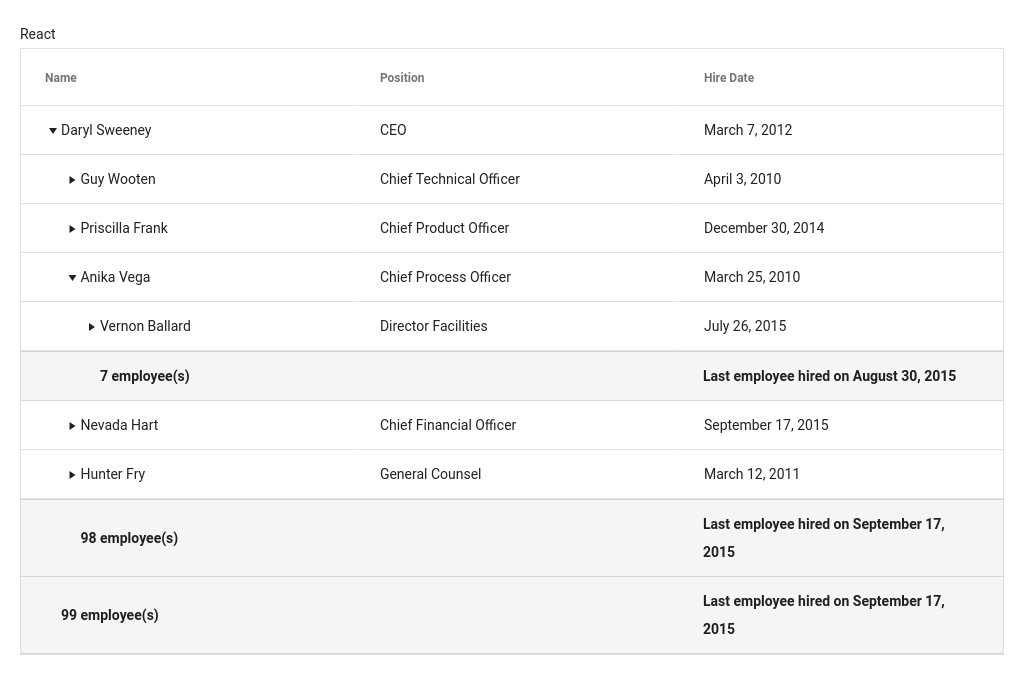 React
Name Position Hire Date
Daryl Sweeney CEO March 7, 2012
Guy Wooten Chief Technical Officer April 3, 2010
Priscilla Frank Chief Product Officer December 30, 2014
Anika Vega Chief Process Officer March 25, 2010
Vernon Ballard Director Facilities July 26, 2015
7 employee(s) Last employee hired on August 30, 2015
Nevada Hart Chief Financial Officer September 17, 2015
Hunter Fry General Counsel March 12, 2011
98 employee(s) Last employee hired on September 17,
2015
99 employee(s) Last employee hired on September 17,
2015